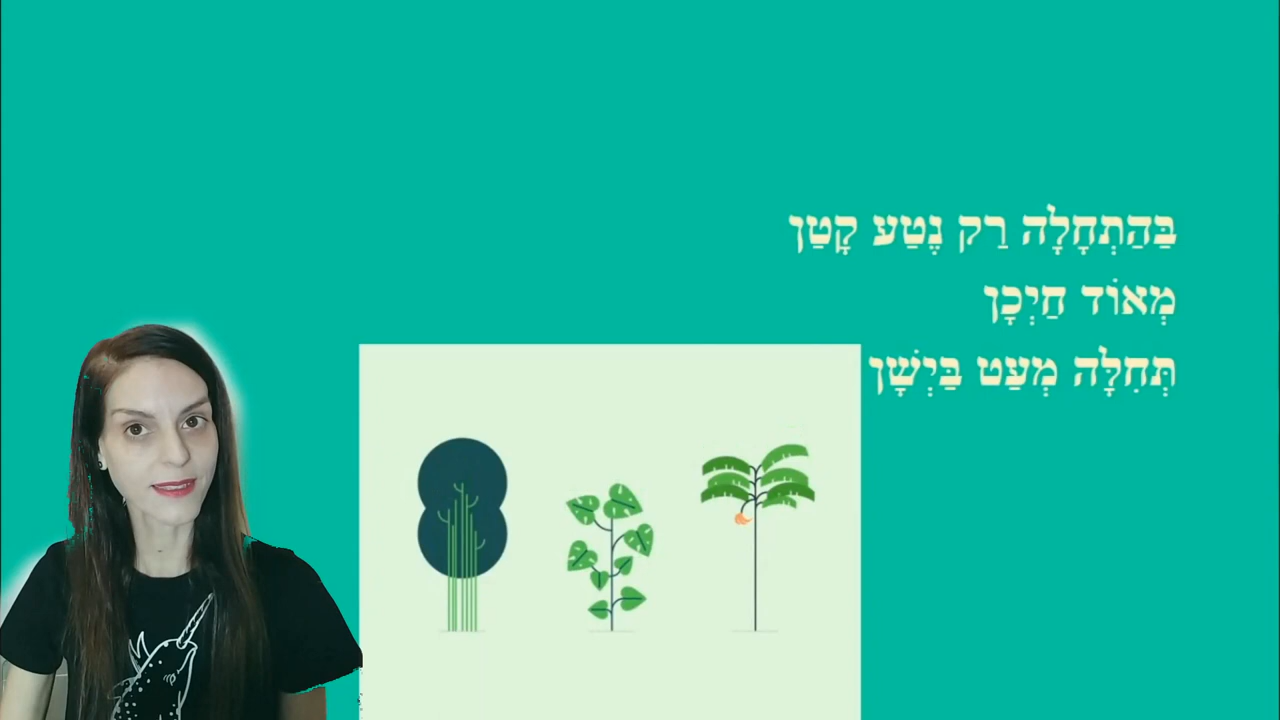 בַּהַתְחָלָה רַק נֶטַע קָטַן
מְאוֹד חַיְכָן
תְּחִלָּה מְעַט בַּיְשָׁן